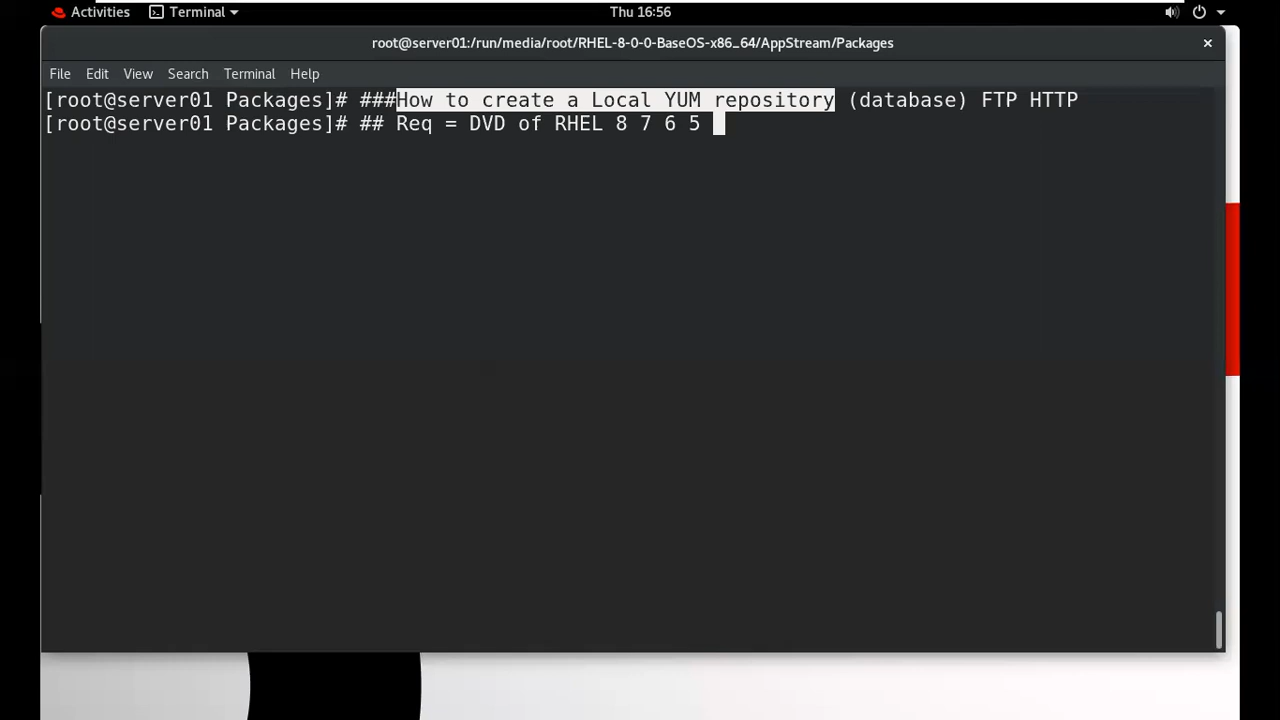 Activities Terminal Thu 16:56
root@server01:/run/media/root/RHEL-8-0-0-BaseOS-x86_64/AppStream/Packages
File Edit View Search Terminal Help
[root@server01 Packages]# ###How to create a Local YUM repository (database) FTP HTTP
[root@server01 Packages]# ## Req = DVD of RHEL 8 7 6 5